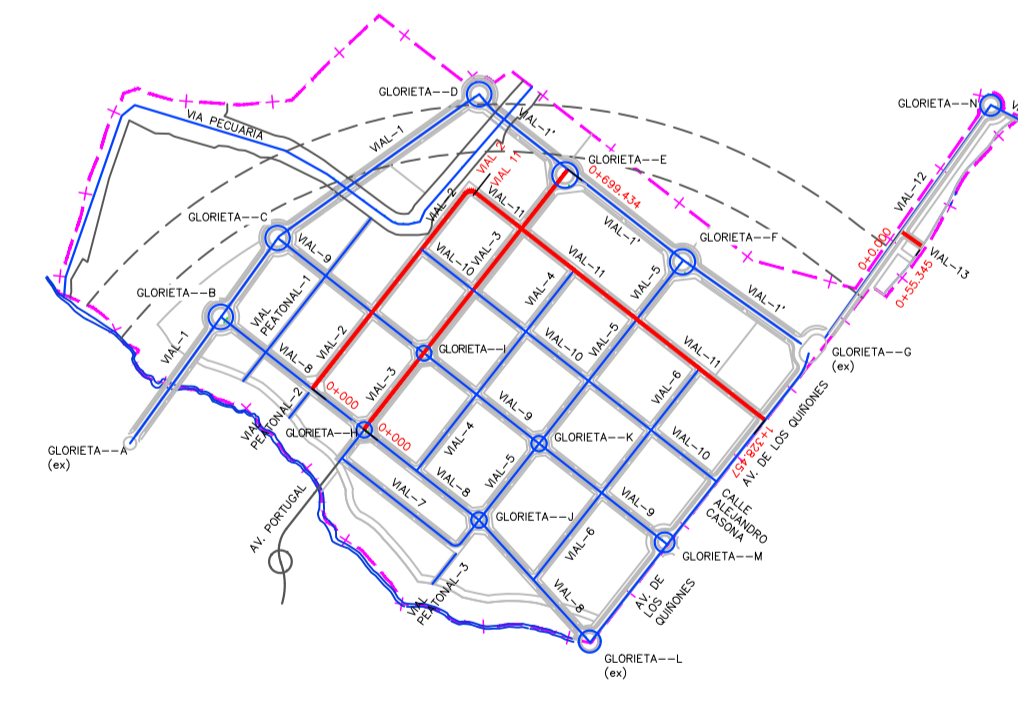 GLORIETA--D
GLORIETA--N
VIA PECUARIA
VIAL-1
VIAL-1'
VIAL 2
VIAL 11
GLORIETA--E
0+699.434
VIAL-12
VIAL-2
VIAL-11
GLORIETA--C
VIAL-3
VIAL-1'
GLORIETA--F
0+0.000
VIAL-13
0+55.345
VIAL-9
VIAL-10
VIAL-11
VIAL-4
VIAL-5
VIAL-1'
GLORIETA--B
VIAL
PEATONAL-1
VIAL-1
VIAL-2
VIAL-8
GLORIETA--I
VIAL-10
VIAL-5
VIAL-11
GLORIETA--G
(ex)
VIAL-3
VIAL-6
0+000
VIAL
PEATONAL-2
VIAL-9
GLORIETA--H
0+000
VIAL-4
GLORIETA--K
VIAL-10
1+328.457
AV. DE LOS QUIÑONES
GLORIETA--A
(ex)
VIAL-8
VIAL-5
VIAL-7
VIAL-9
CALLE
ALEJANDRO
CASONA
AV. PORTUGAL
GLORIETA--J
VIAL-6
GLORIETA--M
VIAL
PEATONAL-3
VIAL-8
AV. DE
LOS
QUIÑONES
GLORIETA--L
(ex)